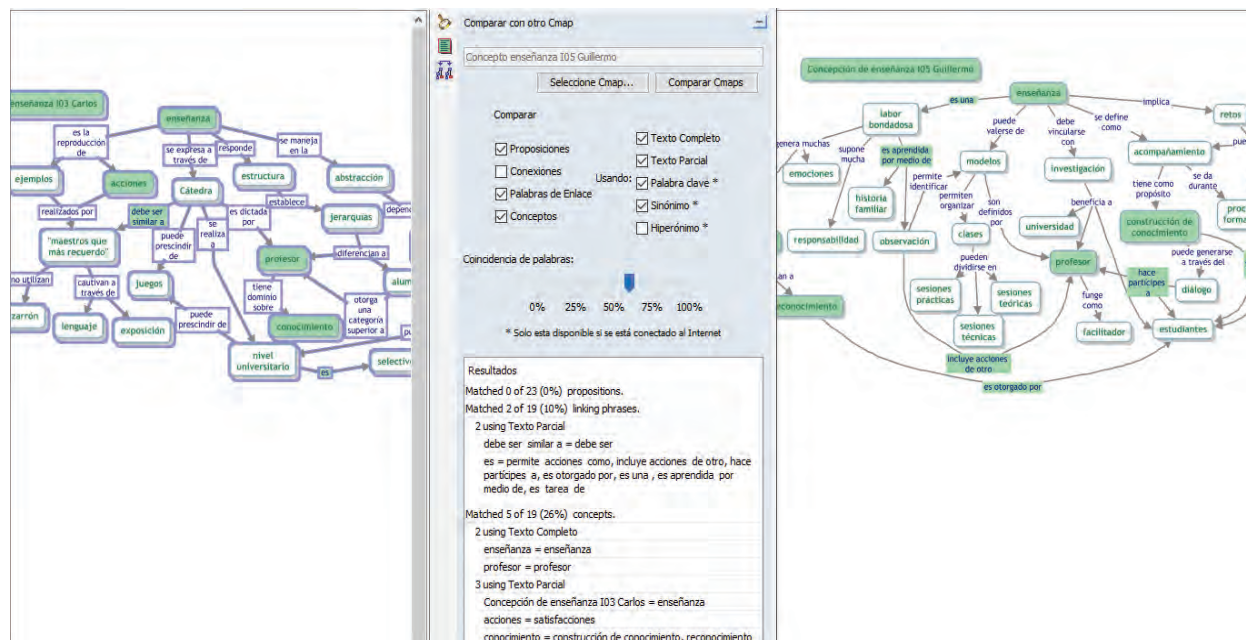 enseñanza I03 Carlos
enseñanza
es la
reproducción
de
se expresa a
través de
responde
se maneja
en la
ejemplos
acciones
Cátedra
estructura
abstracción
realizados por
debe ser
similar a
es dictada
por
establece
jerarquias
"maestros que
más recuerdo"
puede
prescindir
de
se
realiza
a
profesor
diferencian a
no utilizan
cautivan a
través de
juegos
tiene
dominio
sobre
otorga
una
categoría
superior a
lenguaje
exposición
puede
prescindir de
conocimiento
nivel
universitario
es
Comparar con otro Cmap
Concepto enseñanza I05 Guillermo
Seleccione Cmap...
Comparar Cmaps
Comparar
Proposiciones
Conexiones
Palabras de Enlace
Conceptos
Usando:
Texto Completo
Texto Parcial
Palabra clave *
Sinónimo *
Hiperónimo *
Coincidencia de palabras:
0% 25% 50% 75% 100%
* Solo esta disponible si se está conectado al Internet
Resultados
Matched 0 of 23 (0%) propositions.
Matched 2 of 19 (10%) linking phrases.
2 using Texto Parcial
debe ser similar a = debe ser
es = permite acciones como, incluye acciones de otro, hace
partícipes a, es otorgado por, es una , es aprendida por
medio de, es tarea de
Matched 5 of 19 (26%) concepts.
2 using Texto Completo
enseñanza = enseñanza
profesor = profesor
3 using Texto Parcial
Concepción de enseñanza I03 Carlos = enseñanza
acciones = satisfacciones
conocimiento = construcción de conocimiento, reconocimiento
Concepción de enseñanza I05 Guillermo
enseñanza
es una
implica
labor
bondadosa
puede
valerse de
debe
vincularse
con
se define
como
retos
genera muchas
supone
mucha
es aprendida
por medio de
modelos
acompañamiento
emociones
permite
identificar
investigación
historia
familiar
permiten
organizar
son
definidos
por
tiene como
propósito
se da
durante
beneficia a
responsabilidad
observación
clases
universidad
construcción de
conocimiento
pueden
dividirse en
profesor
puede generarse
a través del
hace
partícipes
a
diálogo
reconocimiento
sesiones
prácticas
sesiones
teóricas
funge
como
sesiones
técnicas
facilitador
estudiantes
incluye acciones
de otro
es otorgado por